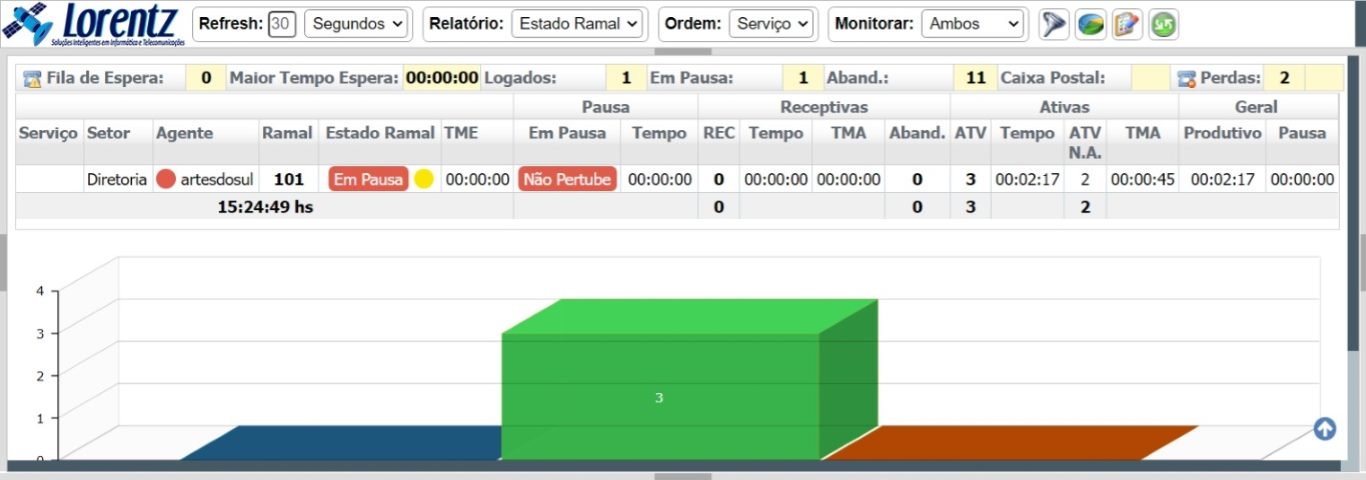 Lorentz
Soluções Inteligentes em Informática e Telecomunicações
Refresh: 30 Segundos Relatório: Estado Ramal Ordem: Serviço Monitorar: Ambos
Fila de Espera: 0 Maior Tempo Espera: 00:00:00 Logados: 1 Em Pausa: 1 Aband.: 11 Caixa Postal: Perdas: 2
Pausa Receptivas Ativas Geral
Serviço Setor Agente Ramal Estado Ramal TME Em Pausa Tempo REC Tempo TMA Aband. ATV Tempo ATV N.A. TMA Produtivo Pausa
Diretoria artesdosul 101 Em Pausa 00:00:00 Não Pertube 00:00:00 0 00:00:00 00:00:00 0 3 00:02:17 2 00:00:45 00:02:17 00:00:00
15:24:49 hs 0 0 3 2
4
3
2
3
1
0